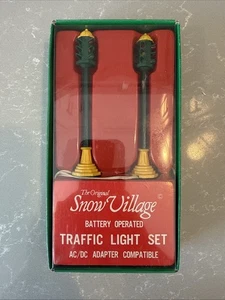 The Original
Snow Village ©
BATTERY OPERATED
TRAFFIC LIGHT SET
AC/DC ADAPTER COMPATIBLE